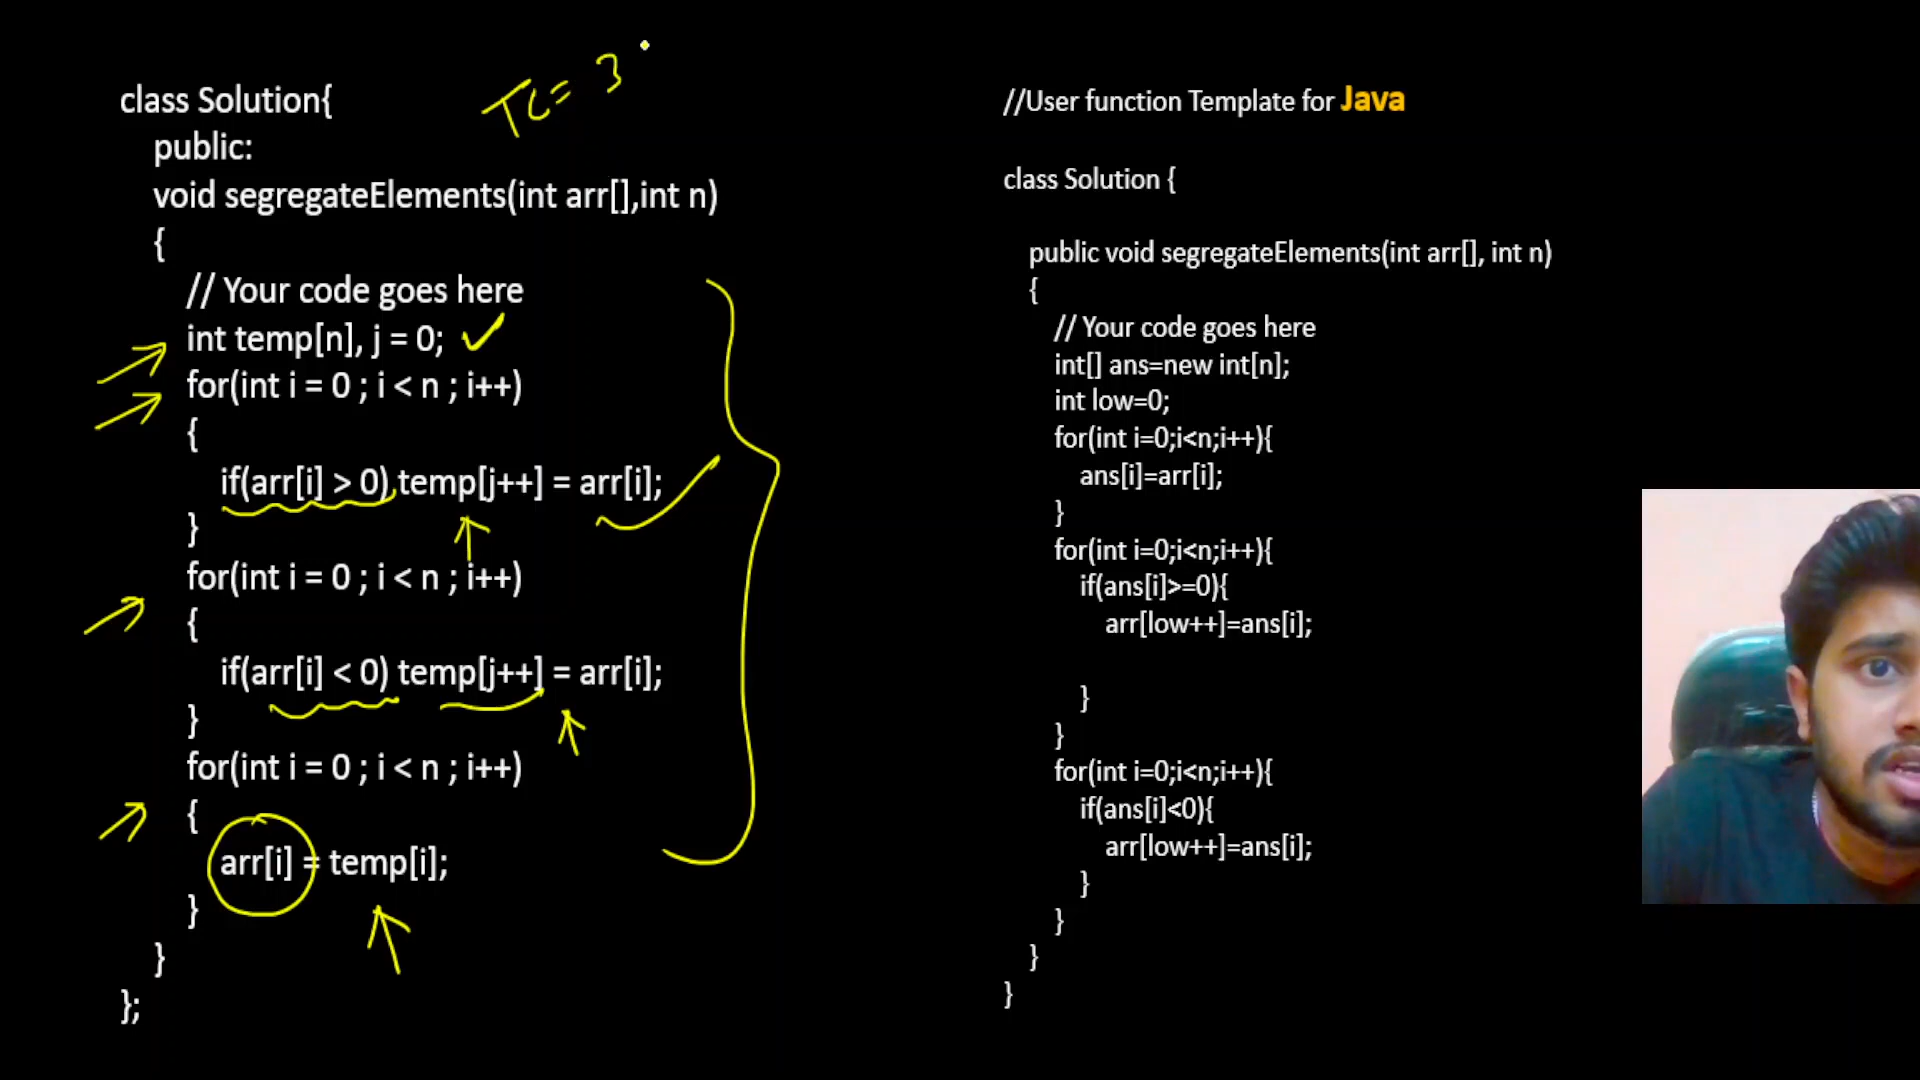 TC= 3
class Solution{
public:
void segregateElements(int arr[],int n)
{
// Your code goes here
int temp[n], j = 0;
for(int i = 0 ; i < n ; i++)
{
if(arr[i] > 0) temp[j++] = arr[i];
}
for(int i = 0 ; i < n ; i++)
{
if(arr[i] < 0) temp[j++] = arr[i];
}
for(int i = 0 ; i < n ; i++)
{
arr[i] = temp[i];
}
}
};
//User function Template for Java
class Solution {
public void segregateElements(int arr[], int n)
{
// Your code goes here
int[] ans=new int[n];
int low=0;
for(int i=0;i<n;i++){
ans[i]=arr[i];
}
for(int i=0;i<n;i++){
if(ans[i]>=0){
arr[low++]=ans[i];
}
}
for(int i=0;i<n;i++){
if(ans[i]<0){
arr[low++]=ans[i];
}
}
}
}